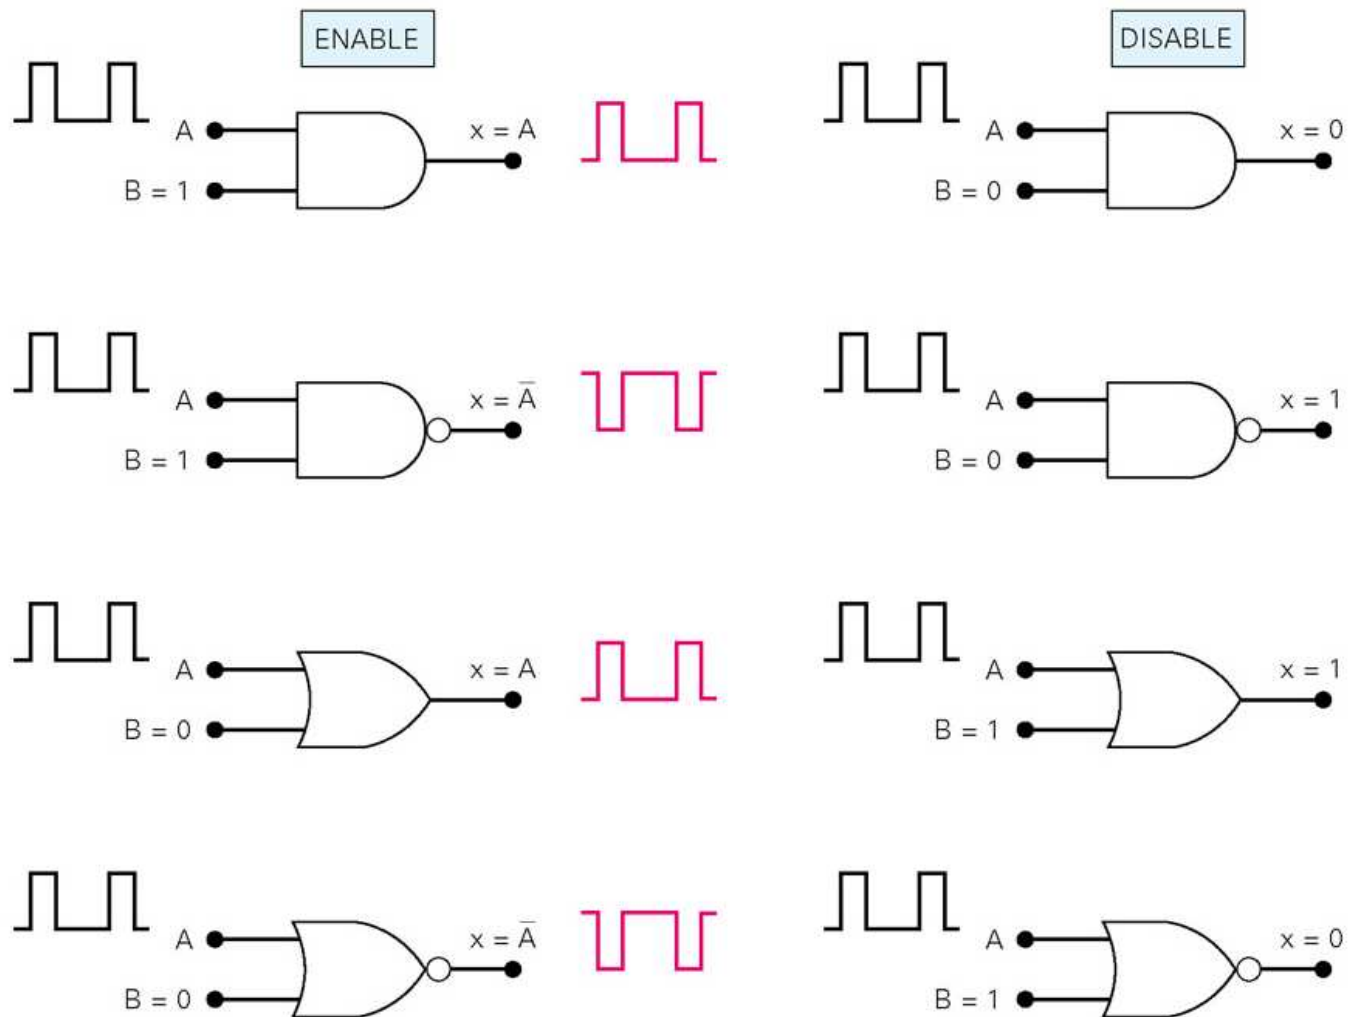 ENABLE
DISABLE
A
x = A
B = 1
A
x = 0
B = 0
A
x = A̅
B = 1
A
x = 1
B = 0
A
x = A
B = 0
A
x = 1
B = 1
A
x = A̅
B = 0
A
x = 0
B = 1